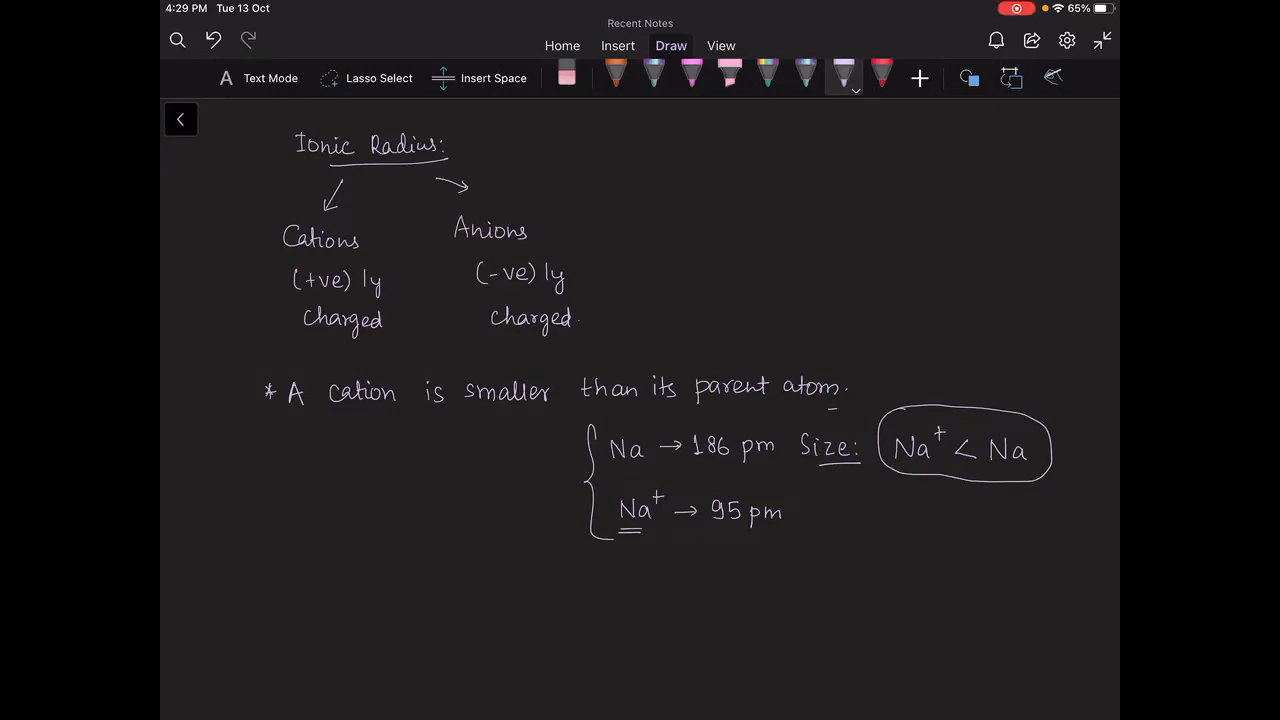 4:29 PM Tue 13 Oct
65%
Recent Notes
Home Insert Draw View
Text Mode Lasso Select Insert Space
Ionic Radius:
Cations Anions
(+ve) ly (-ve) ly
charged charged.
* A cation is smaller than its parent atom.
Na → 186 pm Size: Na⁺ < Na
Na⁺ → 95 pm